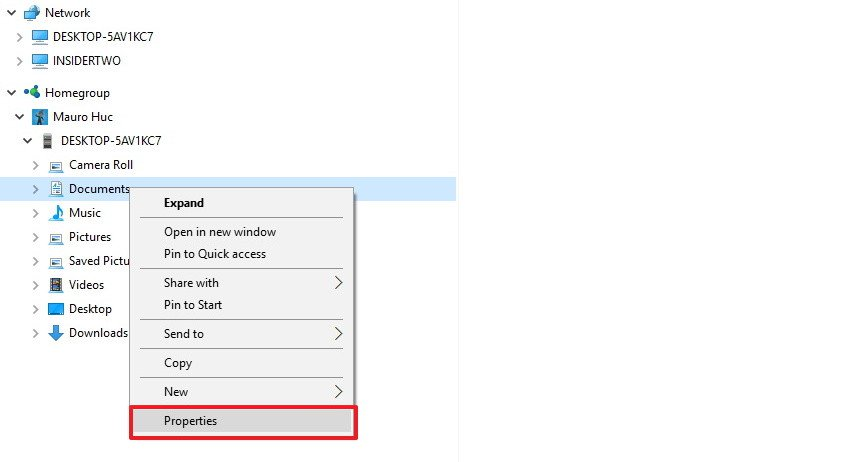 Network
DESKTOP-5AV1KC7
INSIDERTWO
Homegroup
Mauro Huc
DESKTOP-5AV1KC7
Camera Roll
Documents
Music
Pictures
Saved Pictu
Videos
Desktop
Downloads
Expand
Open in new window
Pin to Quick access
Share with
Pin to Start
Send to
Copy
New
Properties